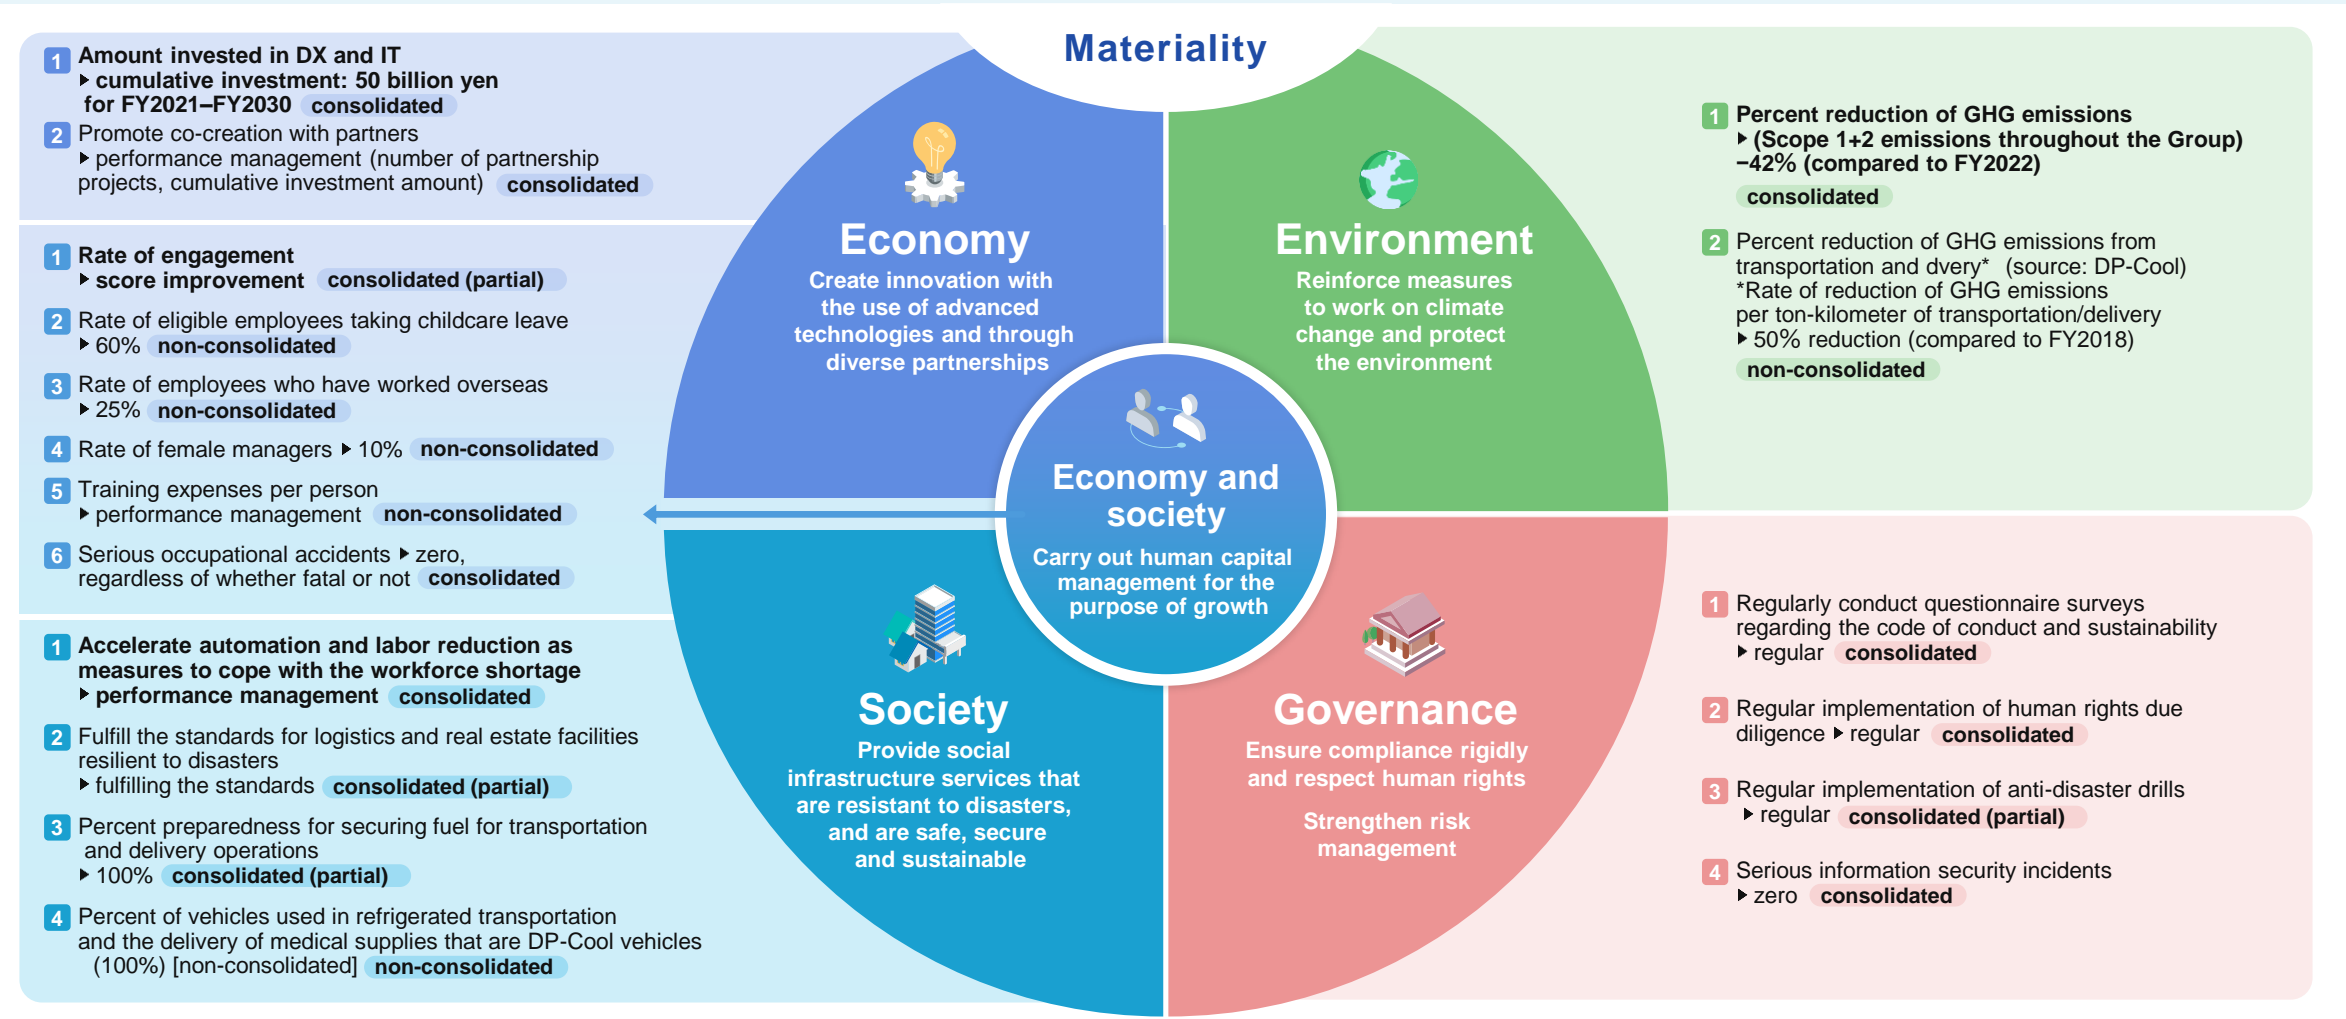 Materiality
1 Amount invested in DX and IT
▶ cumulative investment: 50 billion yen
for FY2021–FY2030 consolidated
2 Promote co-creation with partners
▶ performance management (number of partnership
projects, cumulative investment amount) consolidated
1 Rate of engagement
▶ score improvement consolidated (partial)
2 Rate of eligible employees taking childcare leave
▶ 60% non-consolidated
3 Rate of employees who have worked overseas
▶ 25% non-consolidated
4 Rate of female managers ▶ 10% non-consolidated
5 Training expenses per person
▶ performance management non-consolidated
6 Serious occupational accidents ▶ zero,
regardless of whether fatal or not consolidated
1 Accelerate automation and labor reduction as
measures to cope with the workforce shortage
▶ performance management consolidated
2 Fulfill the standards for logistics and real estate facilities
resilient to disasters
▶ fulfilling the standards consolidated (partial)
3 Percent preparedness for securing fuel for transportation
and delivery operations
▶ 100% consolidated (partial)
4 Percent of vehicles used in refrigerated transportation
and the delivery of medical supplies that are DP-Cool vehicles
(100%) [non-consolidated] non-consolidated
Economy
Create innovation with
the use of advanced
technologies and through
diverse partnerships
Environment
Reinforce measures
to work on climate
change and protect
the environment
Economy and
society
Carry out human capital
management for the
purpose of growth
Society
Provide social
infrastructure services that
are resistant to disasters,
and are safe, secure
and sustainable
Governance
Ensure compliance rigidly
and respect human rights
Strengthen risk
management
1 Percent reduction of GHG emissions
▶ (Scope 1+2 emissions throughout the Group)
−42% (compared to FY2022)
consolidated
2 Percent reduction of GHG emissions from
transportation and dvery* (source: DP-Cool)
*Rate of reduction of GHG emissions
per ton-kilometer of transportation/delivery
▶ 50% reduction (compared to FY2018)
non-consolidated
1 Regularly conduct questionnaire surveys
regarding the code of conduct and sustainability
▶ regular consolidated
2 Regular implementation of human rights due
diligence ▶ regular consolidated
3 Regular implementation of anti-disaster drills
▶ regular consolidated (partial)
4 Serious information security incidents
▶ zero consolidated